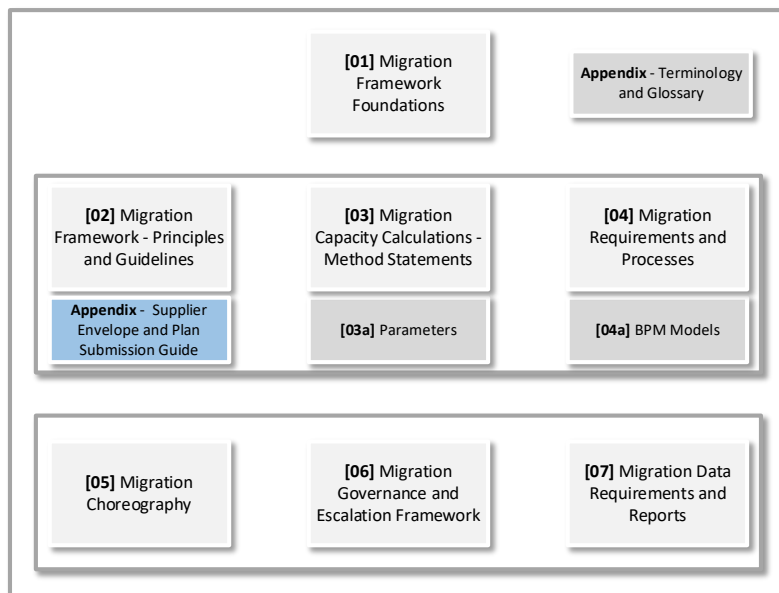 [01] Migration
Framework
Foundations
Appendix - Terminology
and Glossary
[02] Migration
Framework - Principles
and Guidelines
[03] Migration
Capacity Calculations -
Method Statements
[04] Migration
Requirements and
Processes
Appendix -  Supplier
Envelope and Plan
Submission Guide
[03a] Parameters
[04a] BPM Models
[05] Migration
Choreography
[06] Migration
Governance and
Escalation Framework
[07] Migration Data
Requirements and
Reports